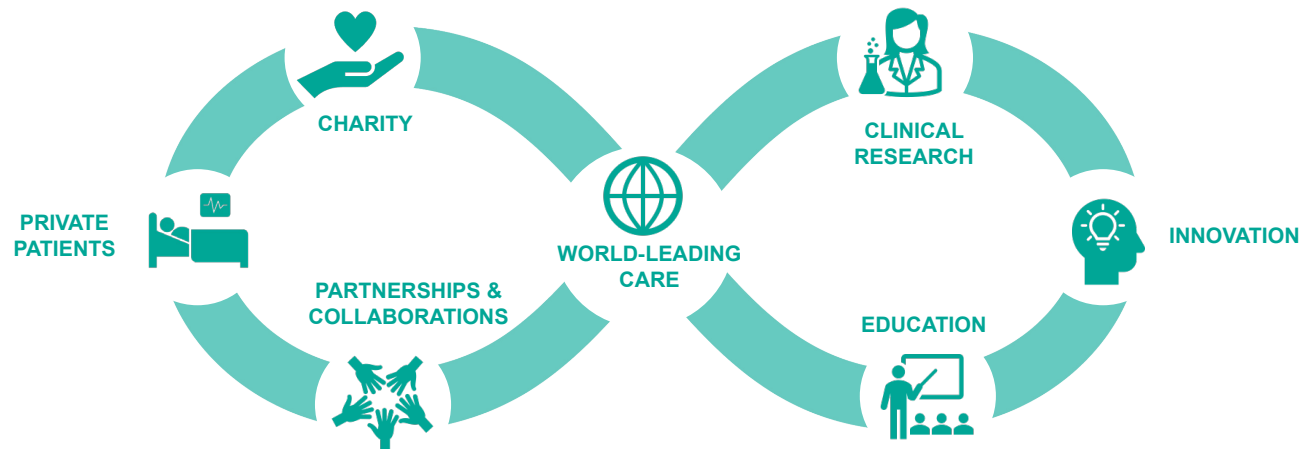 CHARITY
CLINICAL
RESEARCH
PRIVATE
PATIENTS
WORLD-LEADING
CARE
INNOVATION
PARTNERSHIPS &
COLLABORATIONS
EDUCATION